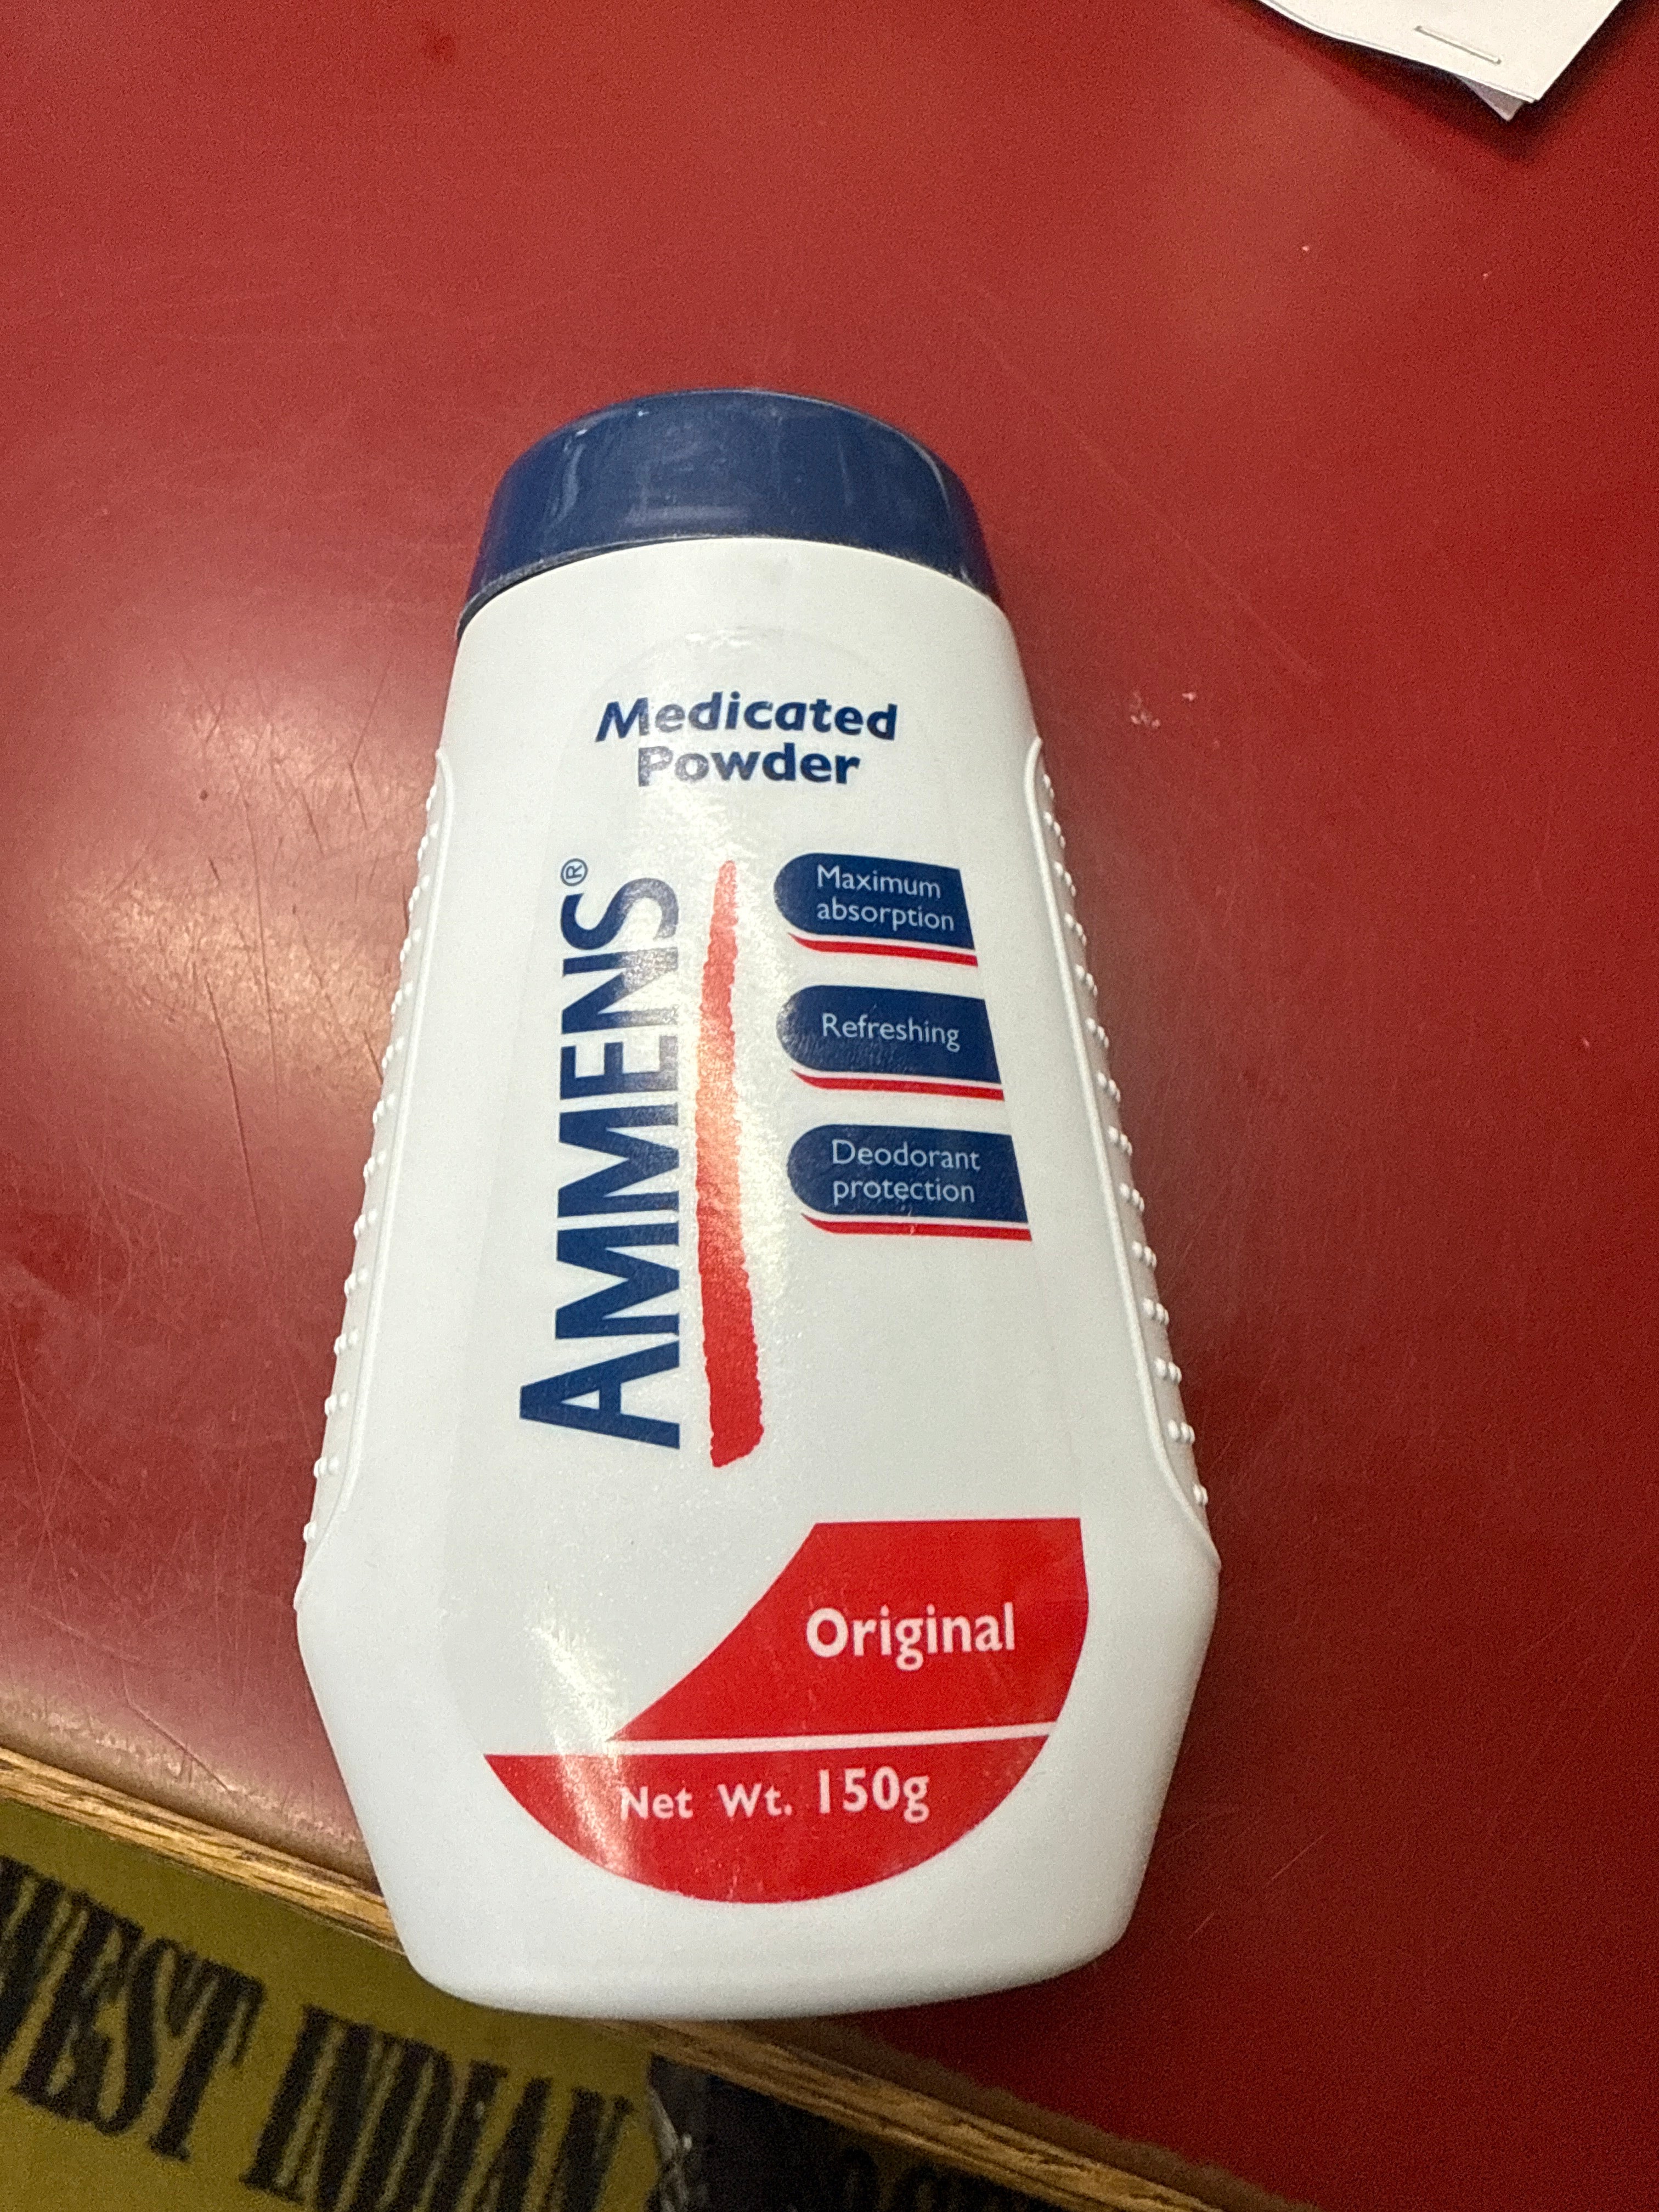 Medicated
Powder
AMMENS®
Maximum
absorption
Refreshing
Deodorant
protection
Original
Net Wt. 150g
WEST INDIAN